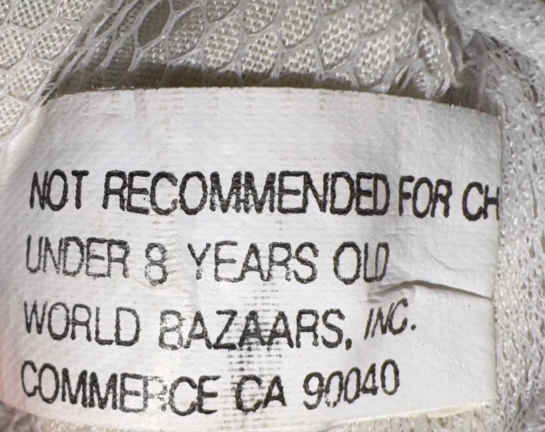 NOT RECOMMENDED FOR CH
UNDER 8 YEARS OLD
WORLD BAZAARS, INC.
COMMERCE CA 90040